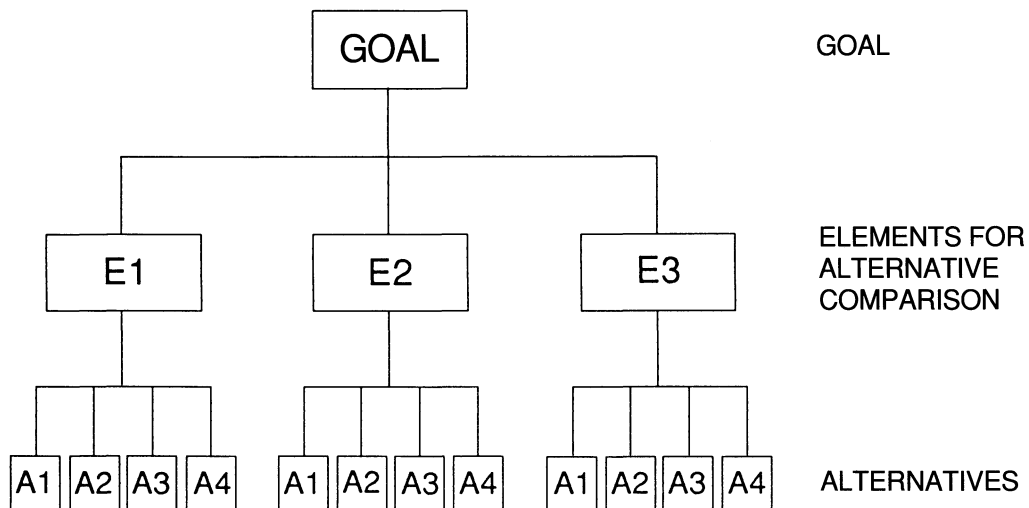 GOAL
GOAL
E1
E2
E3
ELEMENTS FOR
ALTERNATIVE
COMPARISON
A1 A2 A3 A4
A1 A2 A3 A4
A1 A2 A3 A4
ALTERNATIVES